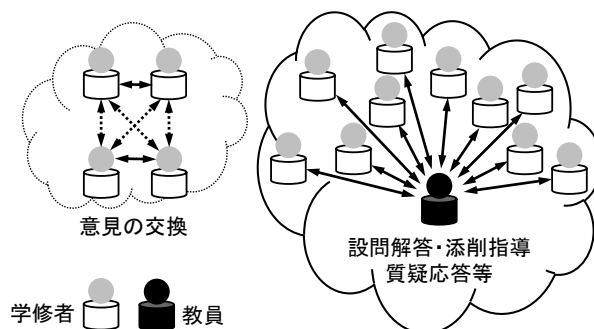 意見の交換
設問解答・添削指導
質疑応答等
学修者
教員